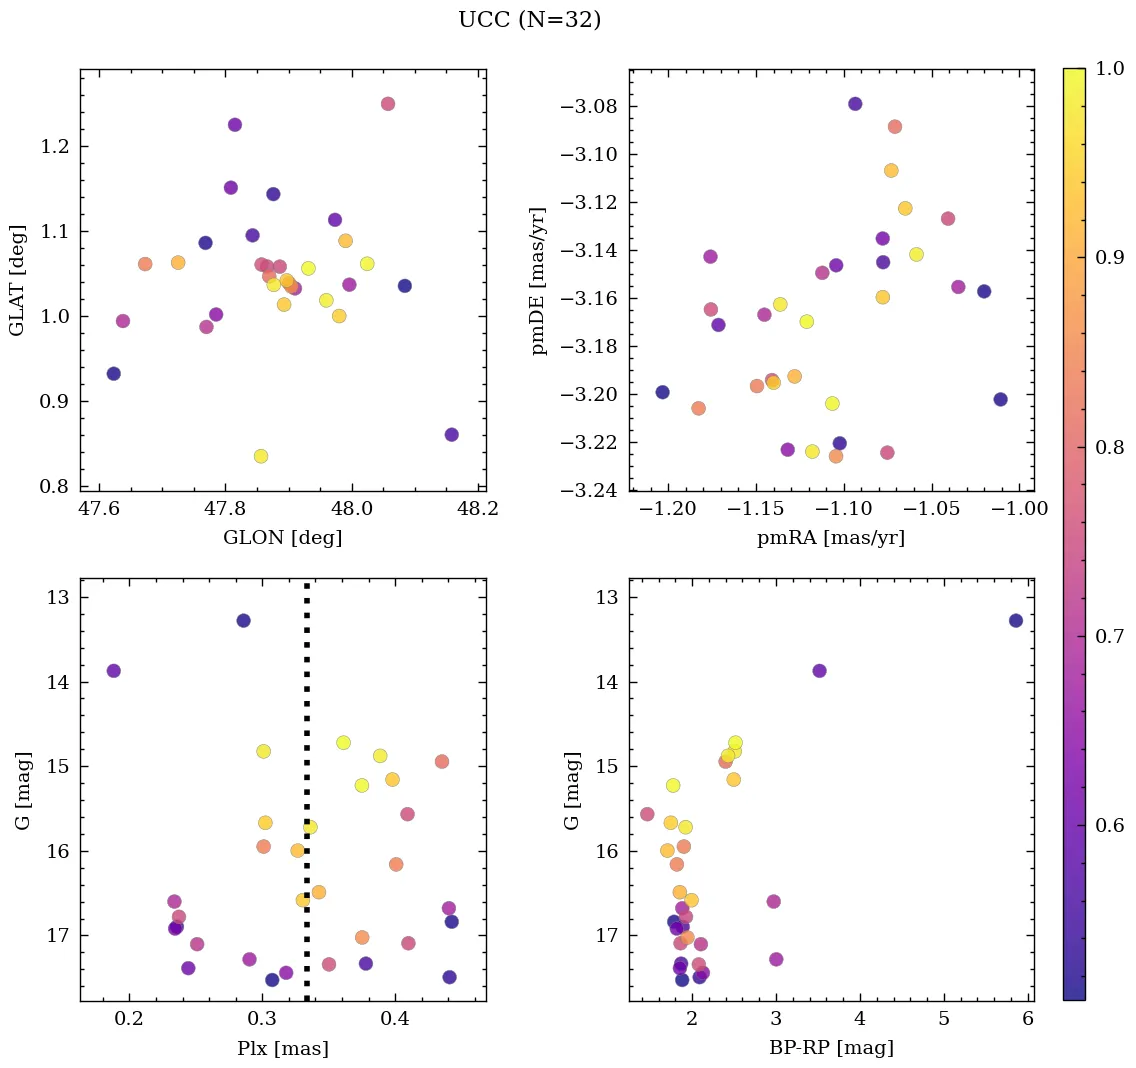 UCC (N=32)
1.2
1.1
1.0
0.9
0.8
GLAT [deg]
47.6 47.8 48.0 48.2
GLON [deg]
−3.08
−3.10
−3.12
−3.14
−3.16
−3.18
−3.20
−3.22
−3.24
pmDE [mas/yr]
−1.20 −1.15 −1.10 −1.05 −1.00
pmRA [mas/yr]
13
14
15
16
17
G [mag]
0.2 0.3 0.4
Plx [mas]
13
14
15
16
17
G [mag]
2 3 4 5 6
BP-RP [mag]
1.0
0.9
0.8
0.7
0.6